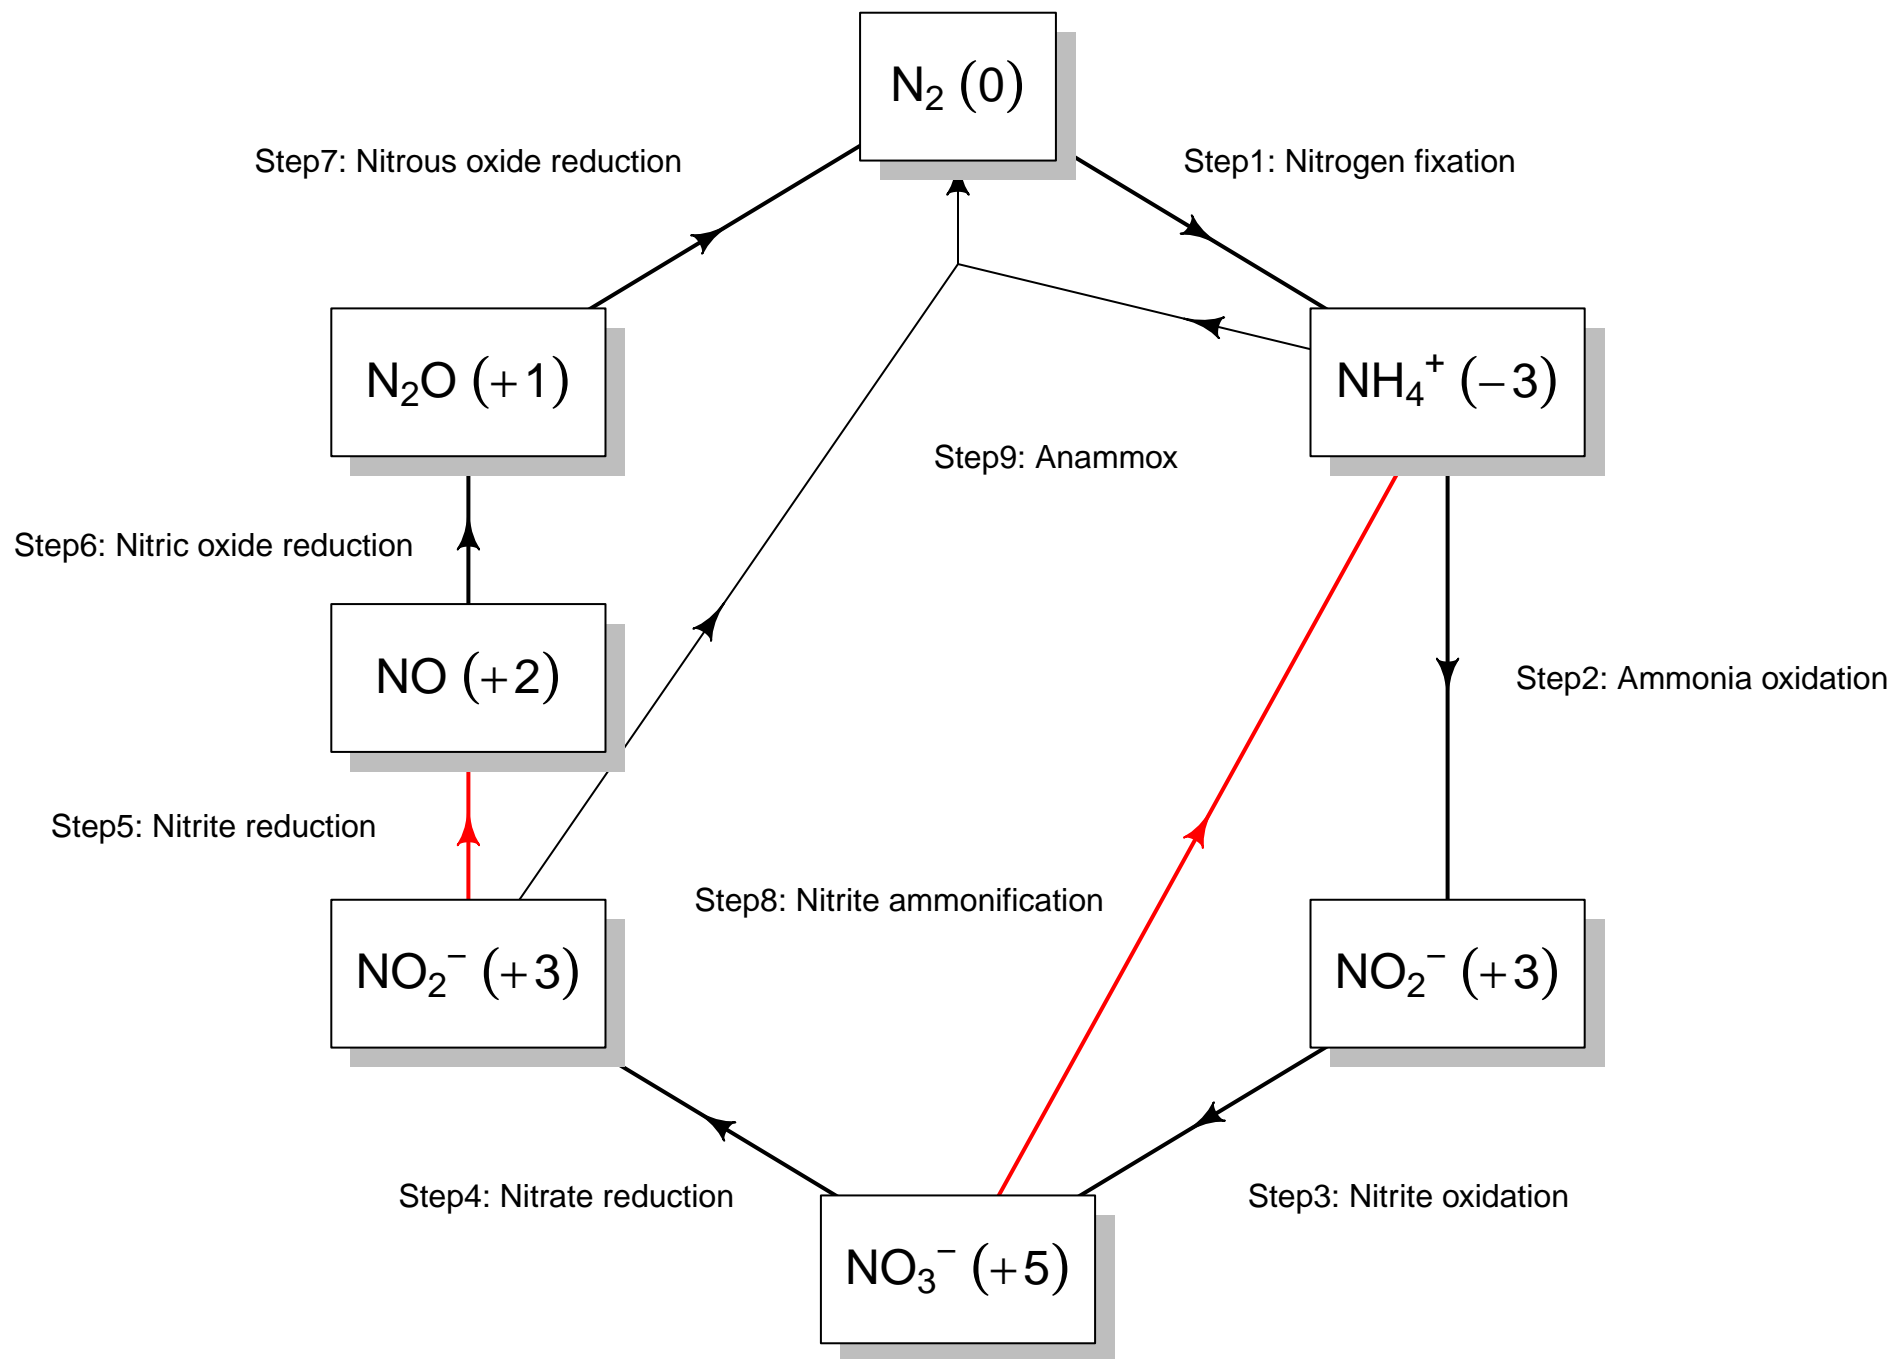 N₂ (0)
Step7: Nitrous oxide reduction
Step1: Nitrogen fixation
N₂O (+1)
NH₄⁺ (−3)
Step9: Anammox
Step6: Nitric oxide reduction
NO (+2)
Step2: Ammonia oxidation
Step5: Nitrite reduction
Step8: Nitrite ammonification
NO₂⁻ (+3)
NO₂⁻ (+3)
Step4: Nitrate reduction
Step3: Nitrite oxidation
NO₃⁻ (+5)